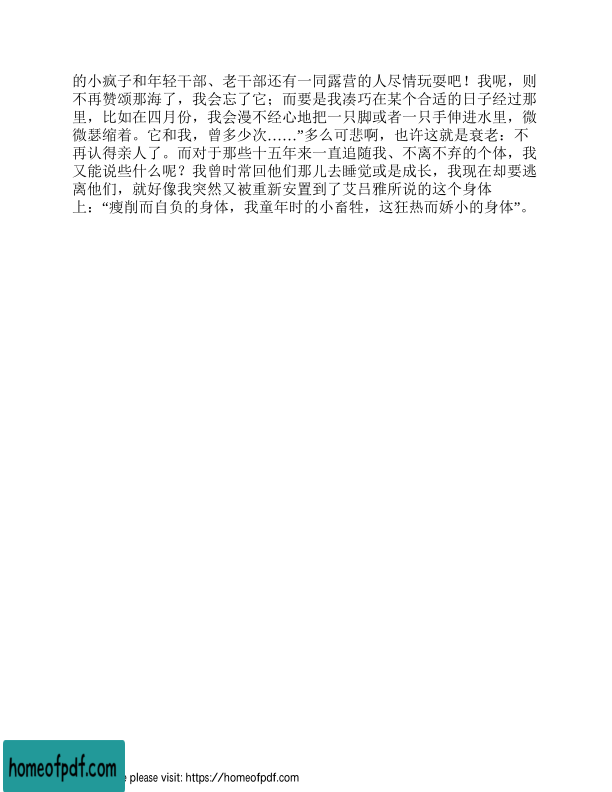 的小疯子和年轻干部、老干部还有一同露营的人尽情玩耍吧！我呢，则
不再赞颂那海了，我会忘了它；而要是我凑巧在某个合适的日子经过那
里，比如在四月份，我会漫不经心地把一只脚或者一只手伸进水里，微
微瑟缩着。它和我，曾多少次……”多么可悲啊，也许这就是衰老：不
再认得亲人了。而对于那些十五年来一直追随我、不离不弃的个体，我
又能说些什么呢？我曾时常回他们那儿去睡觉或是成长，我现在却要逃
离他们，就好像我突然又被重新安置到了艾吕雅所说的这个身体
上：“瘦削而自负的身体，我童年时的小畜牲，这狂热而娇小的身体”。
homeofpdf.com
e please visit: https://homeofpdf.com